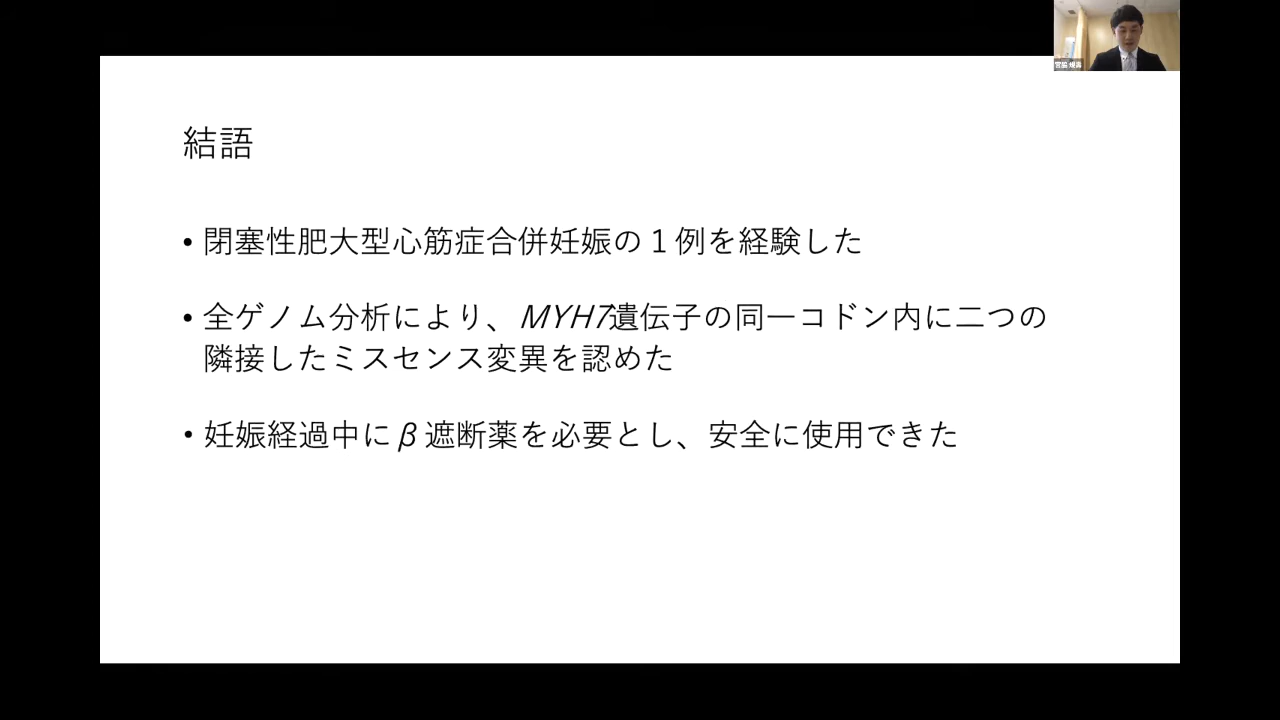 結語
• 閉塞性肥大型心筋症合併妊娠の１例を経験した
• 全ゲノム分析により、MYH7遺伝子の同一コドン内に二つの
隣接したミスセンス変異を認めた
• 妊娠経過中にβ遮断薬を必要とし、安全に使用できた